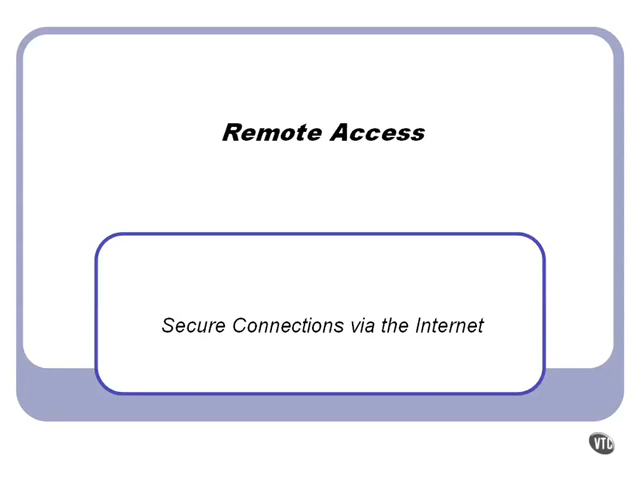 Remote Access
Secure Connections via the Internet
VTC